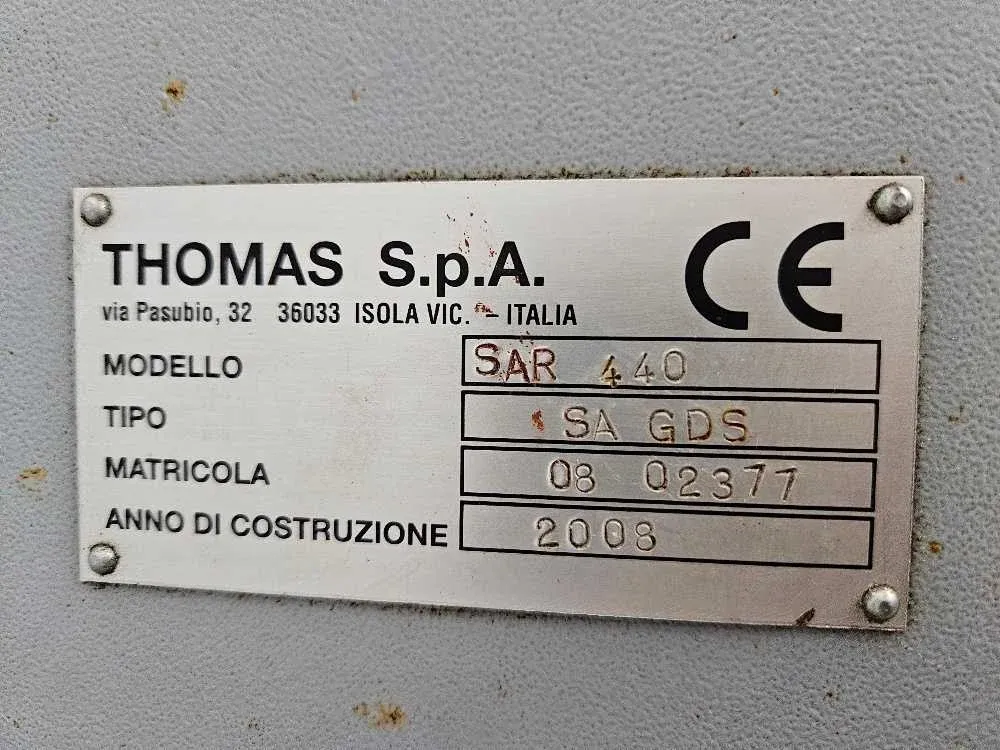 THOMAS S.p.A.
CE
via Pasubio, 32 36033 ISOLA VIC. - ITALIA
MODELLO SAR 440
TIPO SA GDS
MATRICOLA 08 02377
ANNO DI COSTRUZIONE 2008